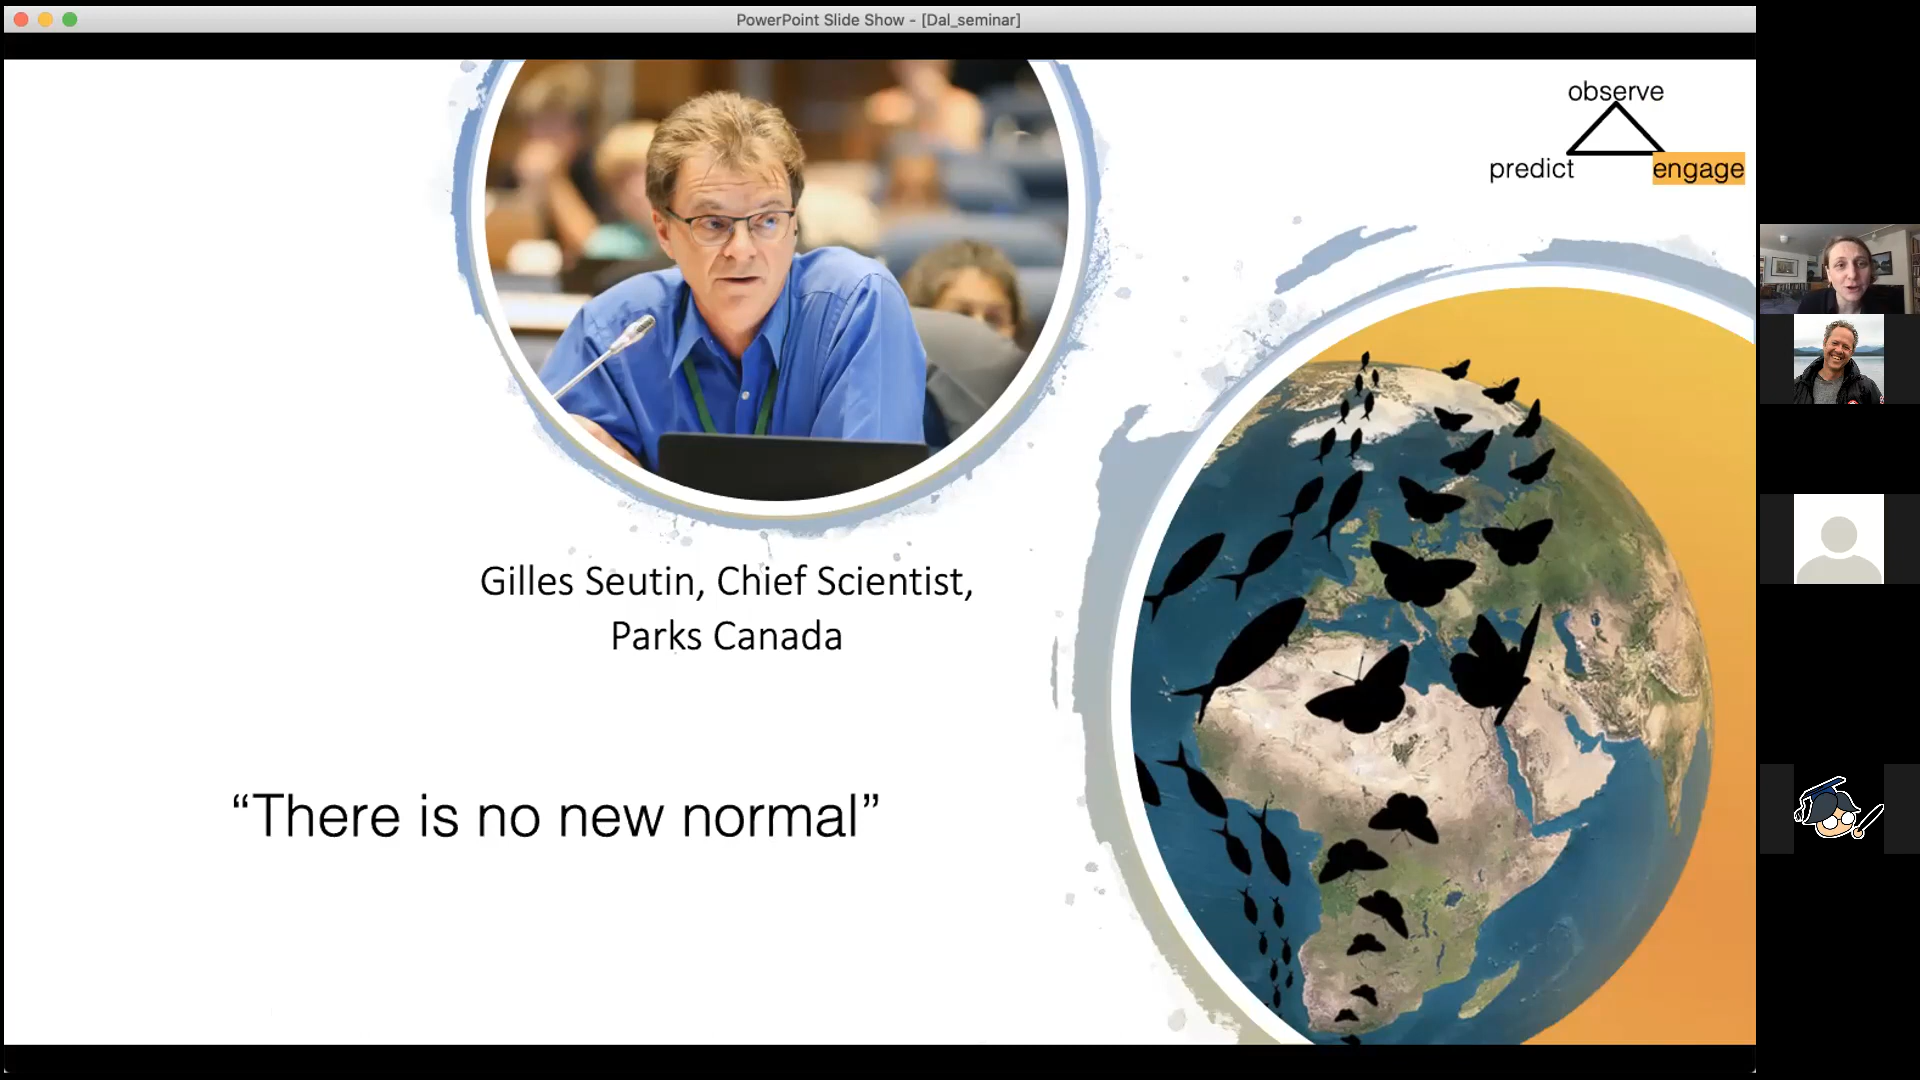 PowerPoint Slide Show - [Dal_seminar]
observe
predict engage
Gilles Seutin, Chief Scientist,
Parks Canada
“There is no new normal”